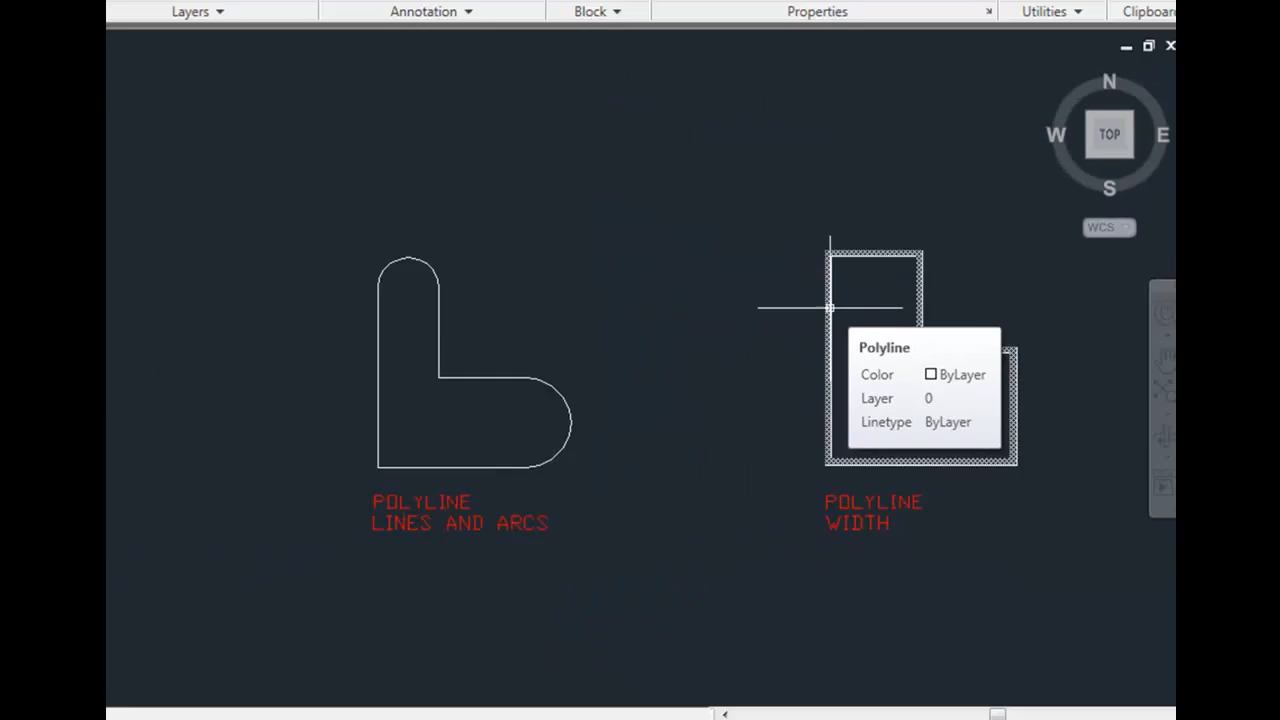 Layers
Annotation
Block
Properties
Utilities
Clipboar
N
W
TOP
E
S
WCS
Polyline
Color ByLayer
Layer 0
Linetype ByLayer
POLYLINE
LINES AND ARCS
POLYLINE
WIDTH